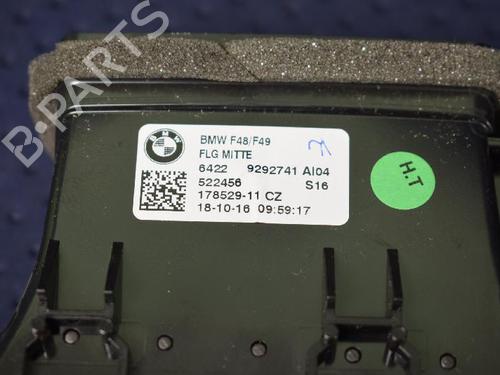 B-PARTS
BMW
BMW F48/F49
FLG MITTE
6422 9292741 AI04
522456 S16
178529-11 CZ
18-10-16 09:59:17
H.T